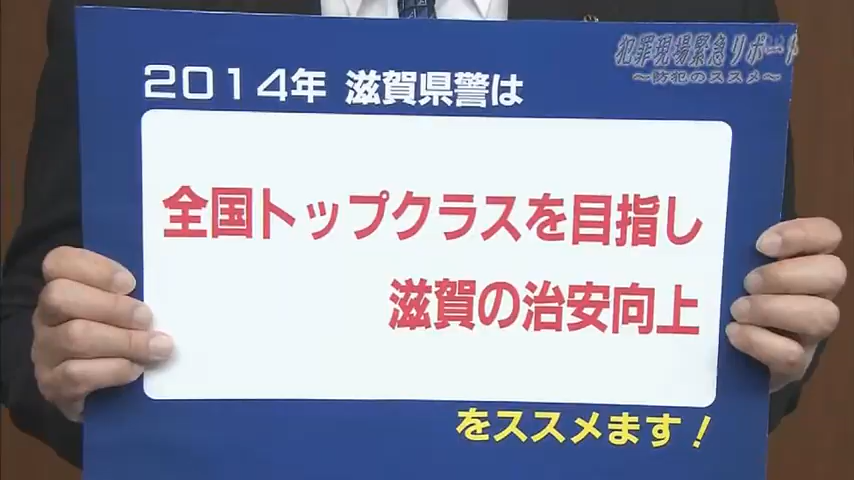 犯罪現場緊急リポート
～防犯のススメ～
2014年 滋賀県警は
全国トップクラスを目指し
滋賀の治安向上
をススメます！